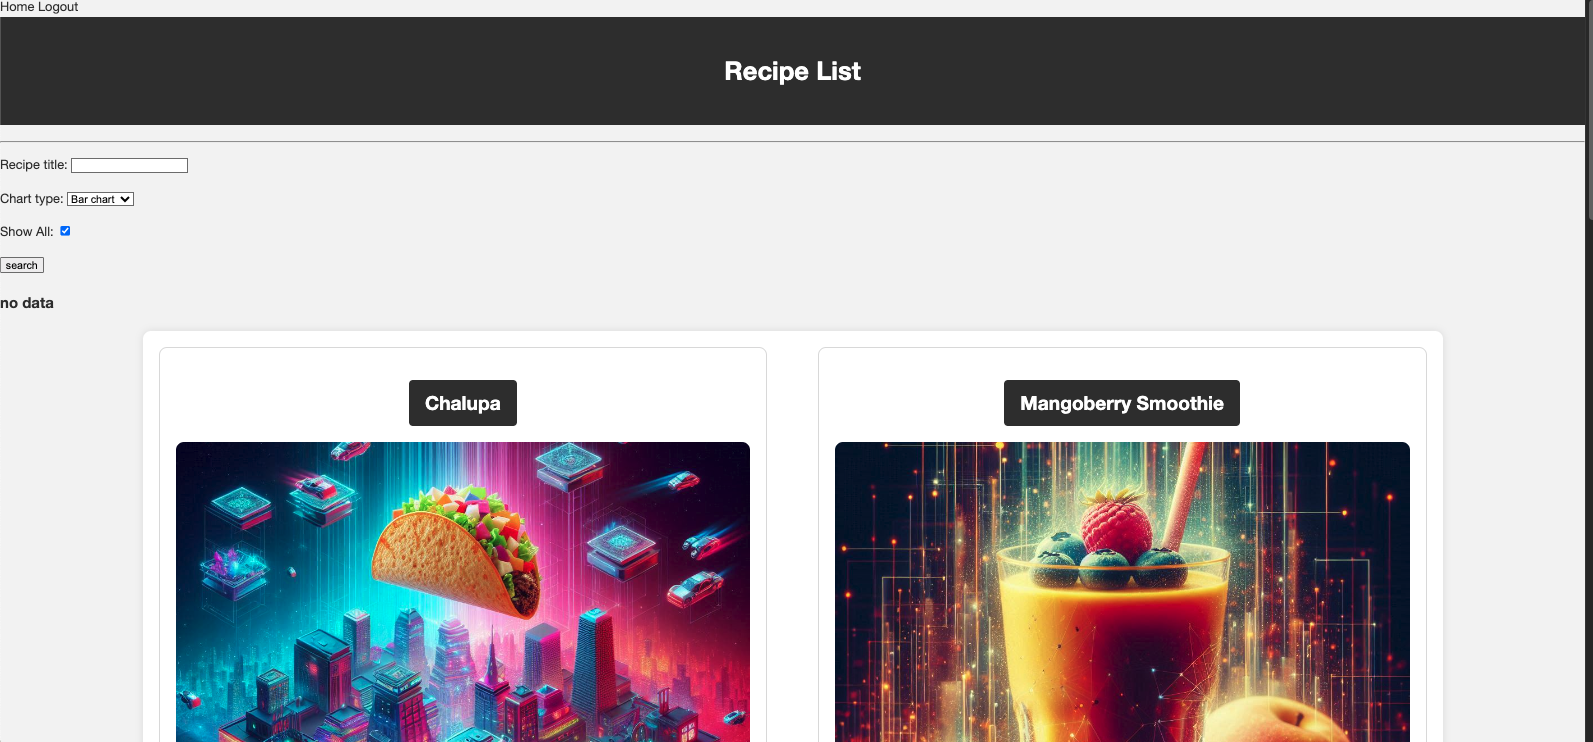 Home Logout
Recipe List
Recipe title:
Chart type: Bar chart
Show All:
search
no data
Chalupa
Mangoberry Smoothie